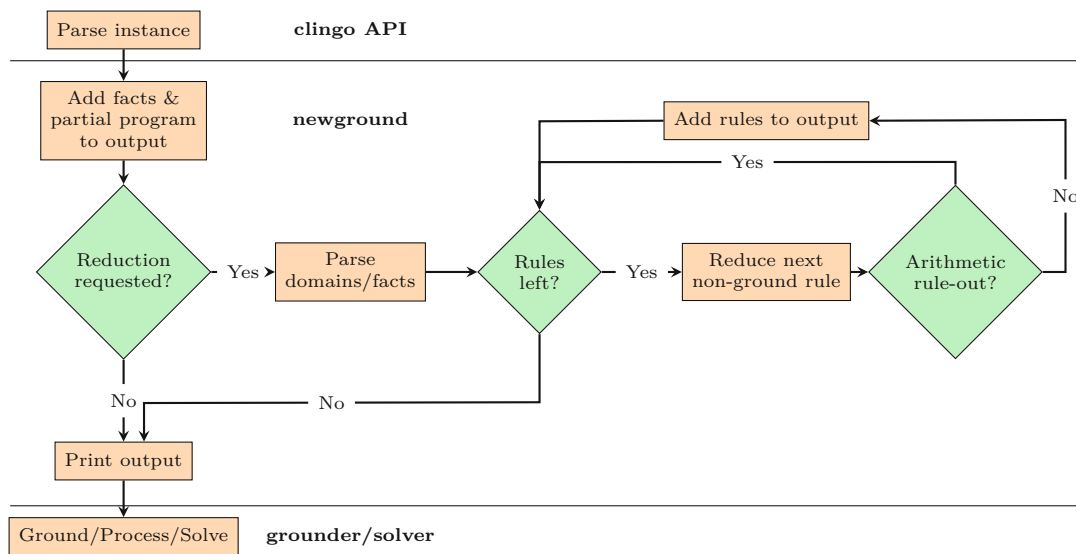 Parse instance
clingo API
Add facts &
partial program
to output
newground
Add rules to output
Yes
No
Reduction
requested?
Yes
Parse
domains/facts
Rules
left?
Yes
Reduce next
non-ground rule
Arithmetic
rule-out?
No
No
Print output
Ground/Process/Solve
grounder/solver